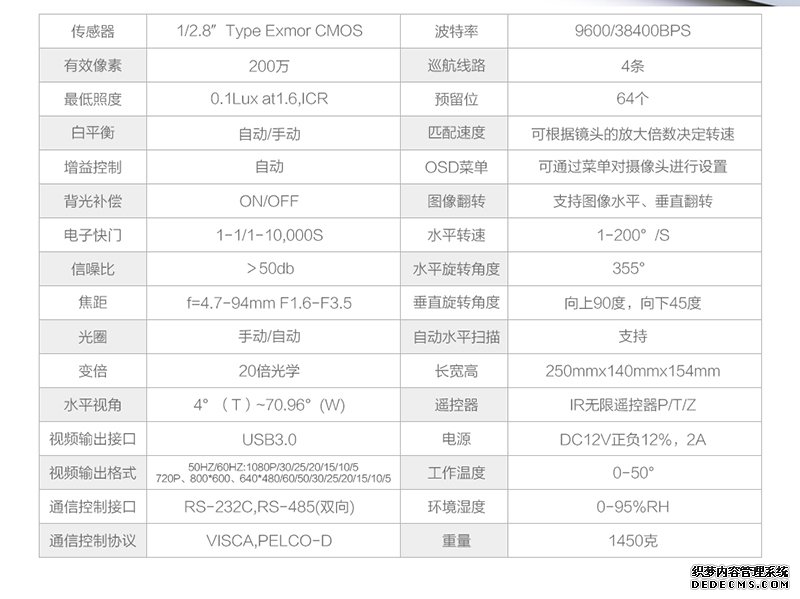 传感器 1/2.8″ Type Exmor CMOS 波特率 9600/38400BPS
有效像素 200万 巡航线路 4条
最低照度 0.1Lux at1.6,ICR 预留位 64个
白平衡 自动/手动 匹配速度 可根据镜头的放大倍数决定转速
增益控制 自动 OSD菜单 可通过菜单对摄像头进行设置
背光补偿 ON/OFF 图像翻转 支持图像水平、垂直翻转
电子快门 1-1/1-10,000S 水平转速 1-200° /S
信噪比 >50db 水平旋转角度 355°
焦距 f=4.7-94mm F1.6-F3.5 垂直旋转角度 向上90度，向下45度
光圈 手动/自动 自动水平扫描 支持
变倍 20倍光学 长宽高 250mmx140mmx154mm
水平视角 4° （T）~70.96° (W) 遥控器 IR无限遥控器P/T/Z
视频输出接口 USB3.0 电源 DC12V正负12%，2A
视频输出格式 50HZ/60HZ:1080P/30/25/20/15/10/5 工作温度 0-50°
720P、800*600、640*480/60/50/30/25/20/15/10/5
通信控制接口 RS-232C,RS-485(双向) 环境湿度 0-95%RH
通信控制协议 VISCA,PELCO-D 重量 1450克
织梦内容管理系统
DEDECMS.COM